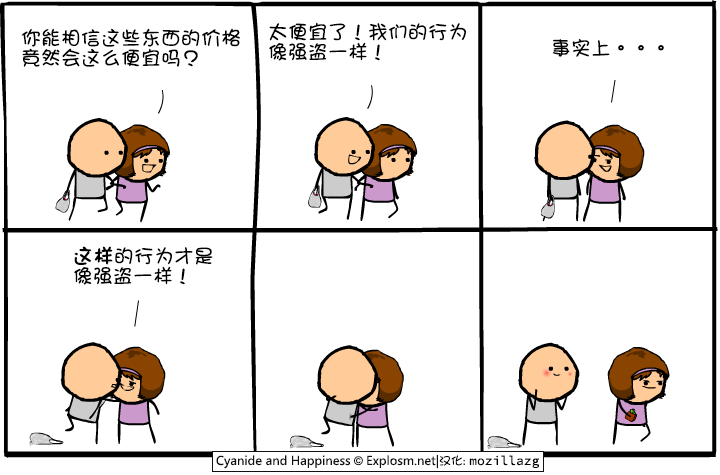 你能相信这些东西的价格
竟然会这么便宜吗？
太便宜了！我们的行为
像强盗一样！
事实上。。。
这样的行为才是
像强盗一样！
Cyanide and Happiness © Explosm.net|汉化: mozillazg